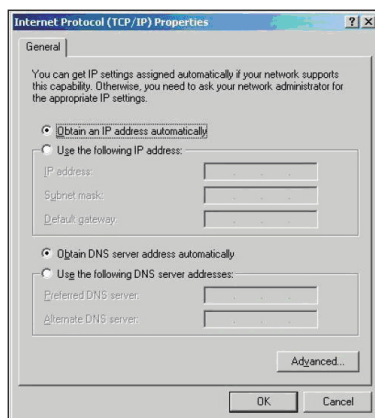 Internet Protocol (TCP/IP) Properties
General
You can get IP settings assigned automatically if your network supports
this capability. Otherwise, you need to ask your network administrator for
the appropriate IP settings.
Obtain an IP address automatically
Use the following IP address:
IP address:
Subnet mask:
Default gateway:
Obtain DNS server address automatically
Use the following DNS server addresses:
Preferred DNS server:
Alternate DNS server:
Advanced...
OK Cancel